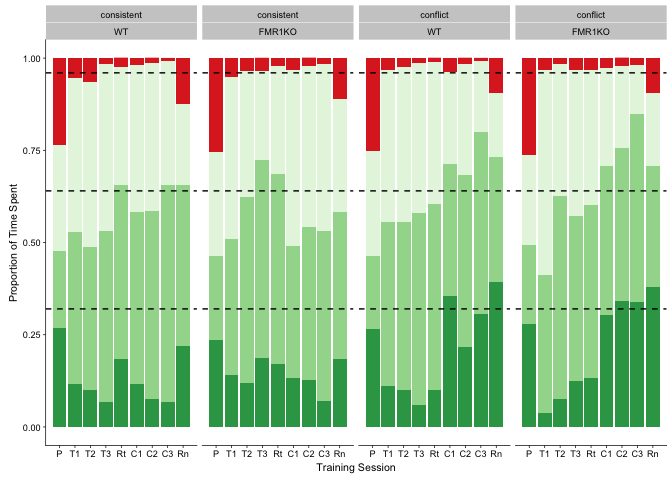 consistent consistent conflict conflict
WT FMR1KO WT FMR1KO
1.00
0.75
0.50
0.25
0.00
Proportion of Time Spent
P T1 T2 T3 Rt C1 C2 C3 Rn P T1 T2 T3 Rt C1 C2 C3 Rn P T1 T2 T3 Rt C1 C2 C3 Rn P T1 T2 T3 Rt C1 C2 C3 Rn
Training Session